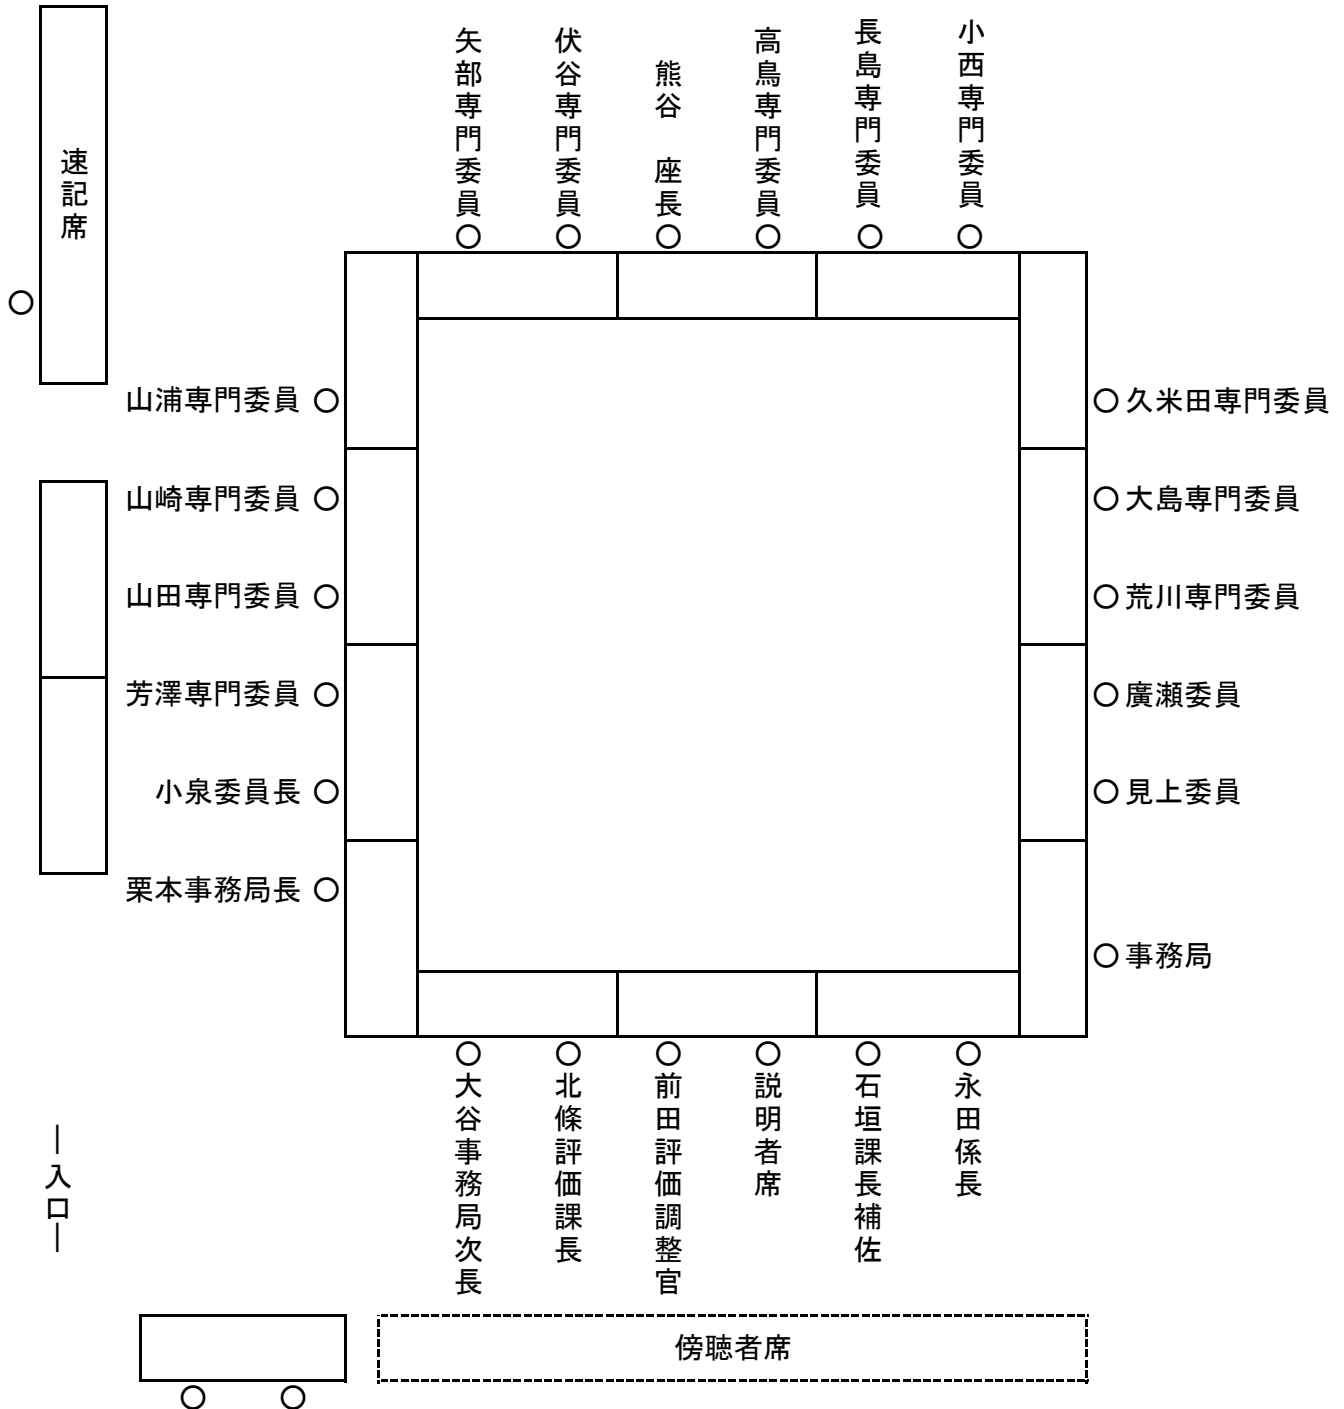 速記席
矢部専門委員
伏谷専門委員
熊谷 座長
高鳥専門委員
長島専門委員
小西専門委員
山浦専門委員
山崎専門委員
山田専門委員
芳澤専門委員
小泉委員長
栗本事務局長
久米田専門委員
大島専門委員
荒川専門委員
廣瀬委員
見上委員
事務局
大谷事務局次長
北條評価課長
前田評価調整官
説明者席
石垣課長補佐
永田係長
―入口―
傍聴者席